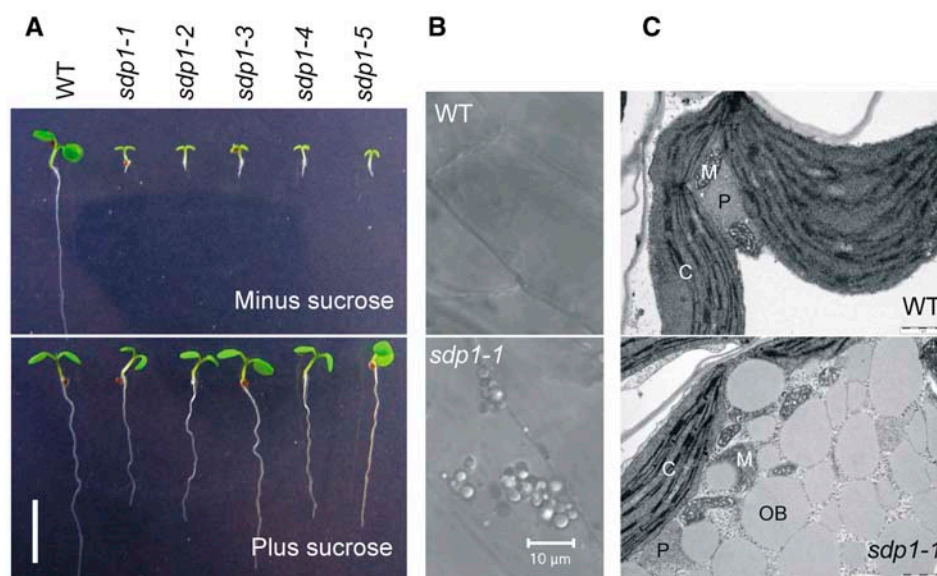 A
B
C
WT
sdp1-1
sdp1-2
sdp1-3
sdp1-4
sdp1-5
Minus sucrose
Plus sucrose
WT
sdp1-1
10 µm
M
P
C
WT
C
M
OB
P
sdp1-1